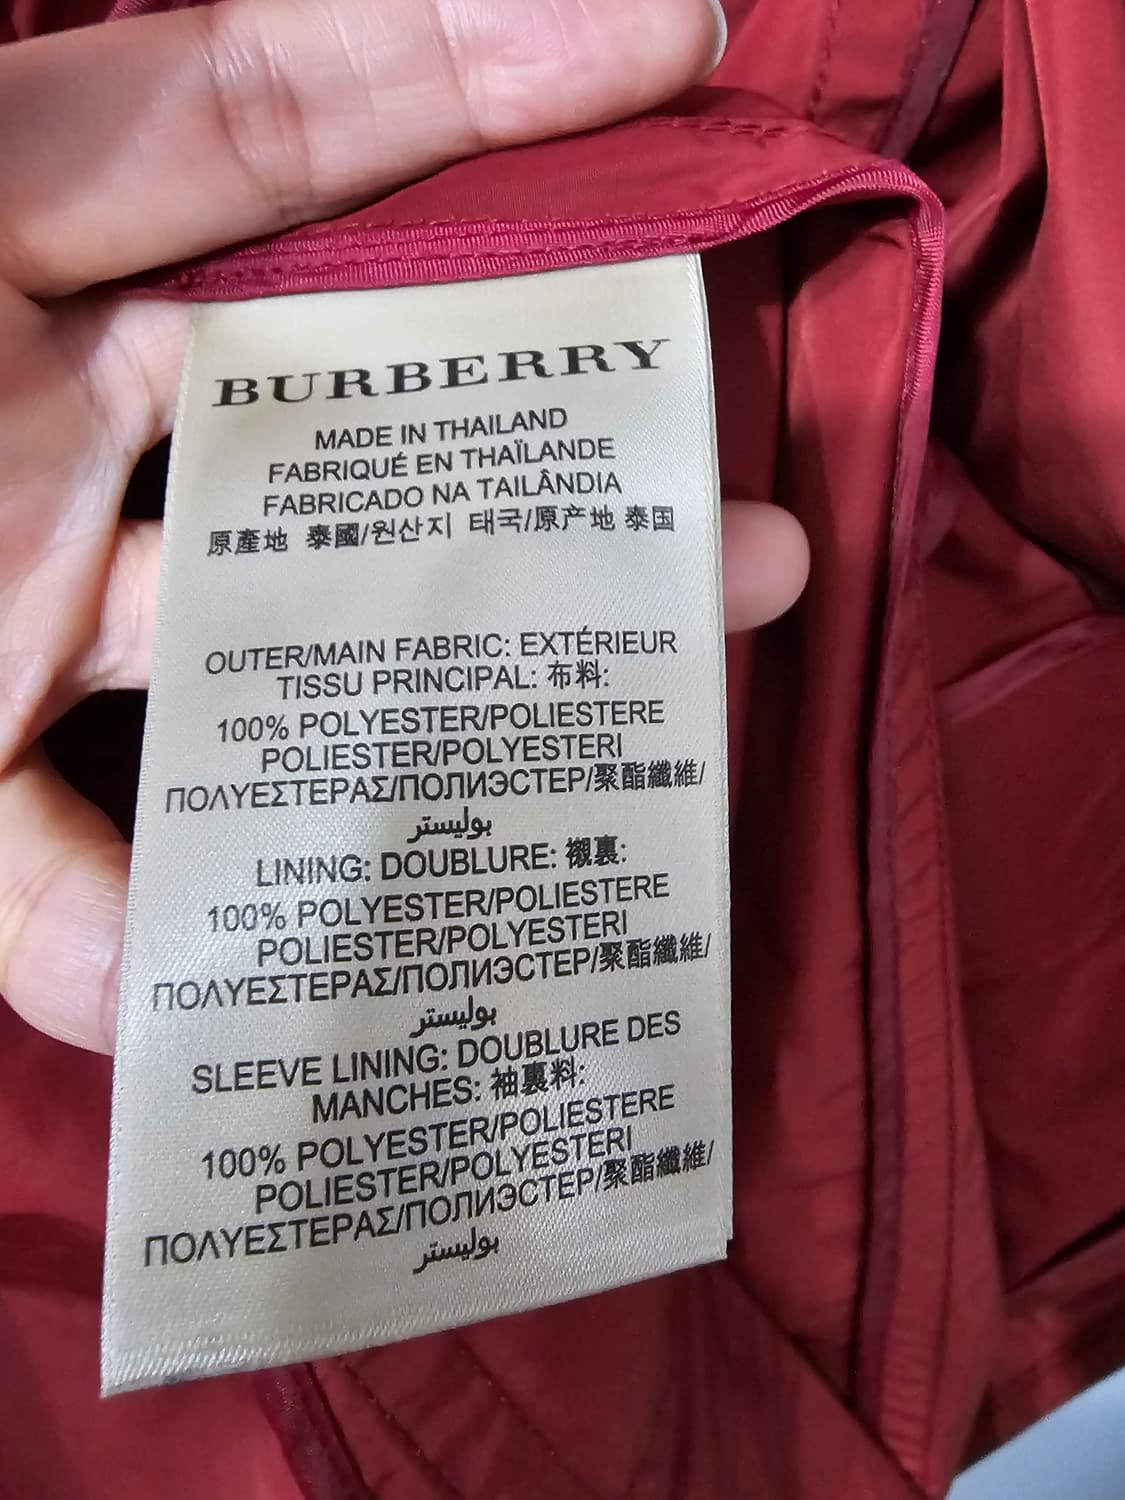 BURBERRY
MADE IN THAILAND
FABRIQUÉ EN THAÏLANDE
FABRICADO NA TAILÂNDIA
原產地 泰國/원산지 태국/原产地 泰国
OUTER/MAIN FABRIC: EXTÉRIEUR
TISSU PRINCIPAL: 布料:
100% POLYESTER/POLIESTERE
POLIESTER/POLYESTERI
ΠΟΛΥΕΣΤΕΡΑΣ/ПОЛИЭСТЕР/聚酯纖維/
بوليستر
LINING: DOUBLURE: 襯裏:
100% POLYESTER/POLIESTERE
POLIESTER/POLYESTERI
ΠΟΛΥΕΣΤΕΡΑΣ/ПОЛИЭСТЕР/聚酯纖維/
بوليستر
SLEEVE LINING: DOUBLURE DES
MANCHES: 袖裏料:
100% POLYESTER/POLIESTERE
POLIESTER/POLYESTERI
ΠΟΛΥΕΣΤΕΡΑΣ/ПОЛИЭСТЕР/聚酯纖維/
بوليستر